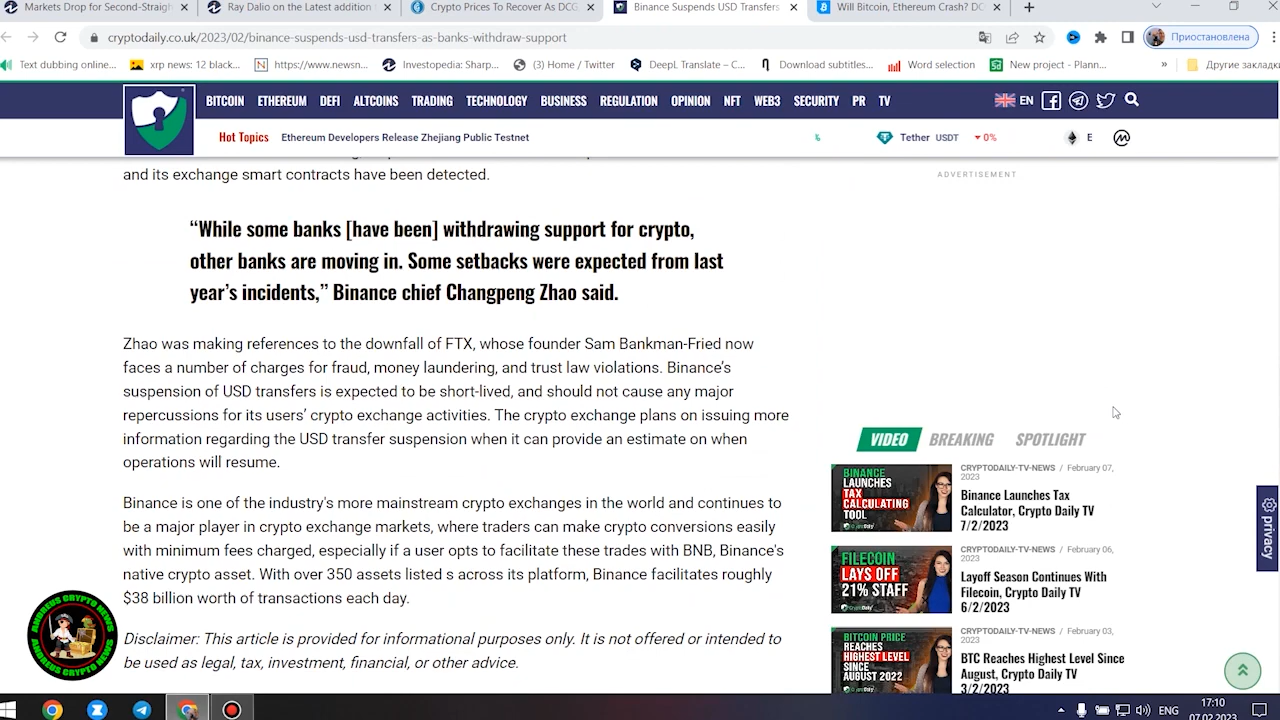 Markets Drop for Second-Straigh
Ray Dalio on the Latest addition
Crypto Prices To Recover As DCG
Binance Suspends USD Transfers
Will Bitcoin, Ethereum Crash? DC
cryptodaily.co.uk/2023/02/binance-suspends-usd-transfers-as-banks-withdraw-support
Приостановлена
Text dubbing online...
xrp news: 12 black...
https://www.newsn...
Investopedia: Sharp...
(3) Home / Twitter
DeepL Translate – C...
Download subtitles...
Word selection
New project - Plann...
Другие закладки
BITCOIN ETHEREUM DEFI ALTCOINS TRADING TECHNOLOGY BUSINESS REGULATION OPINION NFT WEB3 SECURITY PR TV
EN
Hot Topics Ethereum Developers Release Zhejiang Public Testnet
Tether USDT ▼ 0%
E
and its exchange smart contracts have been detected.
ADVERTISEMENT
“While some banks [have been] withdrawing support for crypto,
other banks are moving in. Some setbacks were expected from last
year’s incidents,” Binance chief Changpeng Zhao said.
Zhao was making references to the downfall of FTX, whose founder Sam Bankman-Fried now
faces a number of charges for fraud, money laundering, and trust law violations. Binance’s
suspension of USD transfers is expected to be short-lived, and should not cause any major
repercussions for its users’ crypto exchange activities. The crypto exchange plans on issuing more
information regarding the USD transfer suspension when it can provide an estimate on when
operations will resume.
Binance is one of the industry's more mainstream crypto exchanges in the world and continues to
be a major player in crypto exchange markets, where traders can make crypto conversions easily
with minimum fees charged, especially if a user opts to facilitate these trades with BNB, Binance's
native crypto asset. With over 350 assets listed s across its platform, Binance facilitates roughly
$38 billion worth of transactions each day.
Disclaimer: This article is provided for informational purposes only. It is not offered or intended to
be used as legal, tax, investment, financial, or other advice.
VIDEO BREAKING SPOTLIGHT
BINANCE
LAUNCHES
TAX
CALCULATING
TOOL
CRYPTODAILY-TV-NEWS / February 07,
2023
Binance Launches Tax
Calculator, Crypto Daily TV
7/2/2023
FILECOIN
LAYS OFF
21% STAFF
CRYPTODAILY-TV-NEWS / February 06,
2023
Layoff Season Continues With
Filecoin, Crypto Daily TV
6/2/2023
BITCOIN PRICE
REACHES
HIGHEST LEVEL
SINCE
AUGUST 2022
CRYPTODAILY-TV-NEWS / February 03,
2023
BTC Reaches Highest Level Since
August, Crypto Daily TV
3/2/2023
privacy
ANDREUS CRYPTO NEWS
ANDREUS CRYPTO NEWS
ENG
17:10
07.02.2023